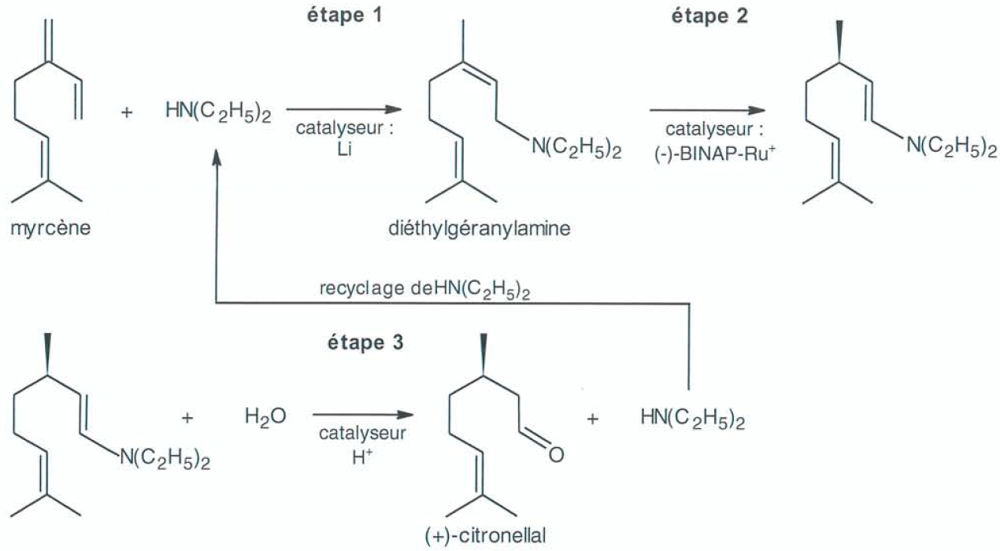 étape 1
étape 2
+
HN(C₂H₅)₂
catalyseur :
Li
N(C₂H₅)₂
catalyseur :
(-)-BINAP-Ru⁺
N(C₂H₅)₂
myrcène
diéthylgéranylamine
recyclage deHN(C₂H₅)₂
étape 3
+
H₂O
catalyseur
H⁺
N(C₂H₅)₂
O
+
HN(C₂H₅)₂
(+)-citronellal